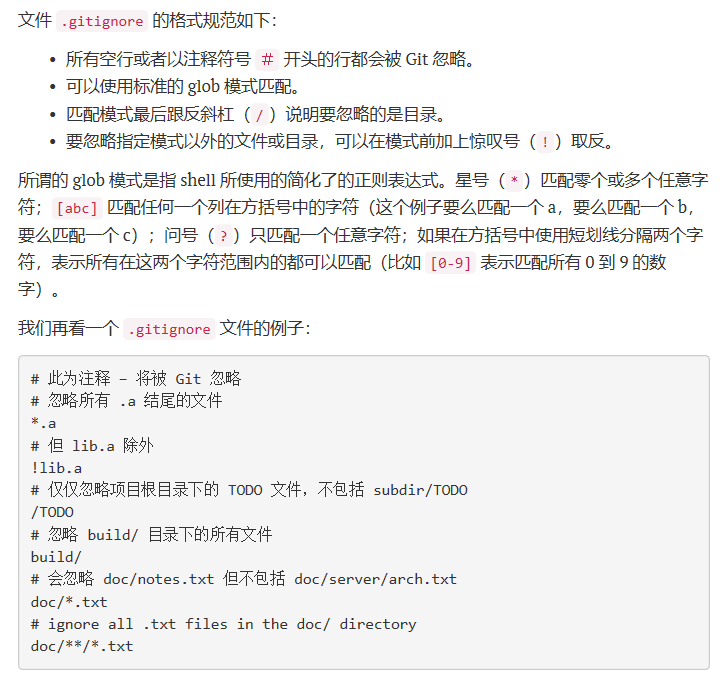 文件 .gitignore 的格式规范如下：
• 所有空行或者以注释符号 # 开头的行都会被 Git 忽略。
• 可以使用标准的 glob 模式匹配。
• 匹配模式最后跟反斜杠（/）说明要忽略的是目录。
• 要忽略指定模式以外的文件或目录，可以在模式前加上惊叹号（!）取反。
所谓的 glob 模式是指 shell 所使用的简化了的正则表达式。星号（*）匹配零个或多个任意字
符；[abc] 匹配任何一个列在方括号中的字符（这个例子要么匹配一个 a，要么匹配一个 b，
要么匹配一个 c）；问号（?）只匹配一个任意字符；如果在方括号中使用短划线分隔两个字
符，表示所有在这两个字符范围内的都可以匹配（比如 [0-9] 表示匹配所有 0 到 9 的数
字）。
我们再看一个 .gitignore 文件的例子：
# 此为注释 – 将被 Git 忽略
# 忽略所有 .a 结尾的文件
*.a
# 但 lib.a 除外
!lib.a
# 仅仅忽略项目根目录下的 TODO 文件，不包括 subdir/TODO
/TODO
# 忽略 build/ 目录下的所有文件
build/
# 会忽略 doc/notes.txt 但不包括 doc/server/arch.txt
doc/*.txt
# ignore all .txt files in the doc/ directory
doc/**/*.txt